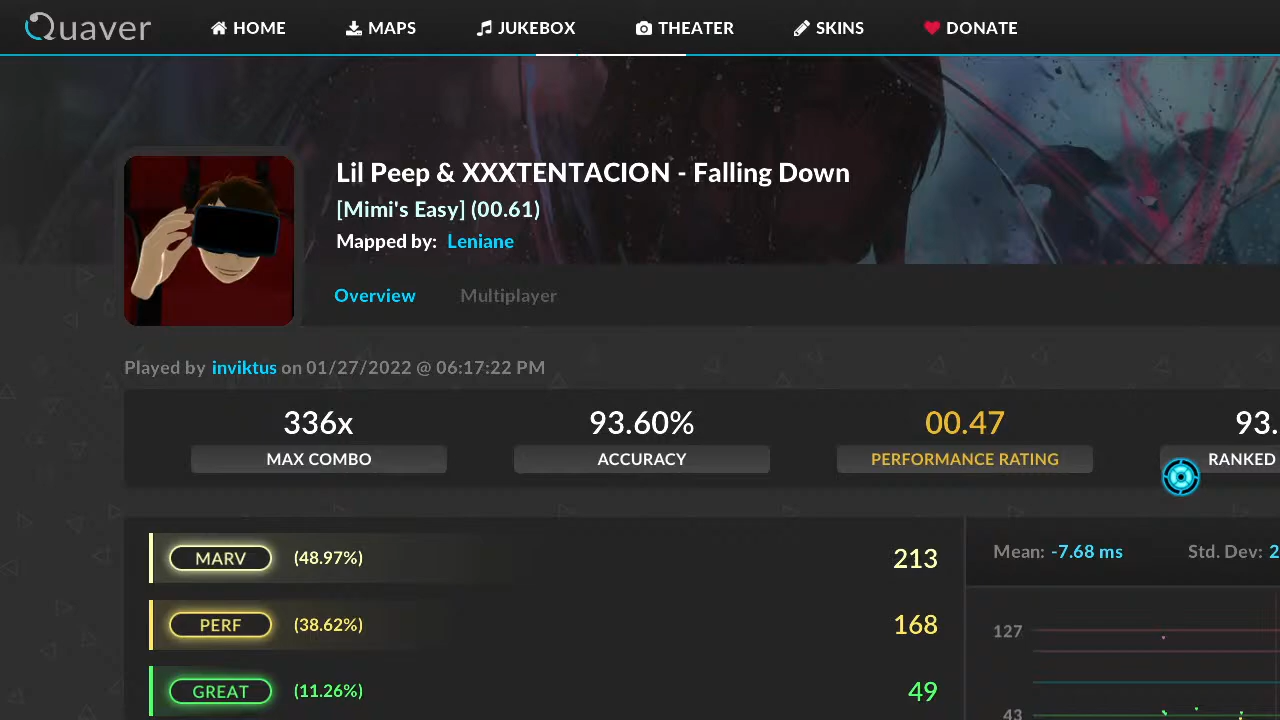 Quaver HOME MAPS JUKEBOX THEATER SKINS DONATE
Lil Peep & XXXTENTACION - Falling Down
[Mimi's Easy] (00.61)
Mapped by: Leniane
Overview Multiplayer
Played by inviktus on 01/27/2022 @ 06:17:22 PM
336x 93.60% 00.47 93.
MAX COMBO ACCURACY PERFORMANCE RATING RANKED
MARV (48.97%) 213
Mean: -7.68 ms Std. Dev: 2
PERF (38.62%) 168
127
GREAT (11.26%) 49
43